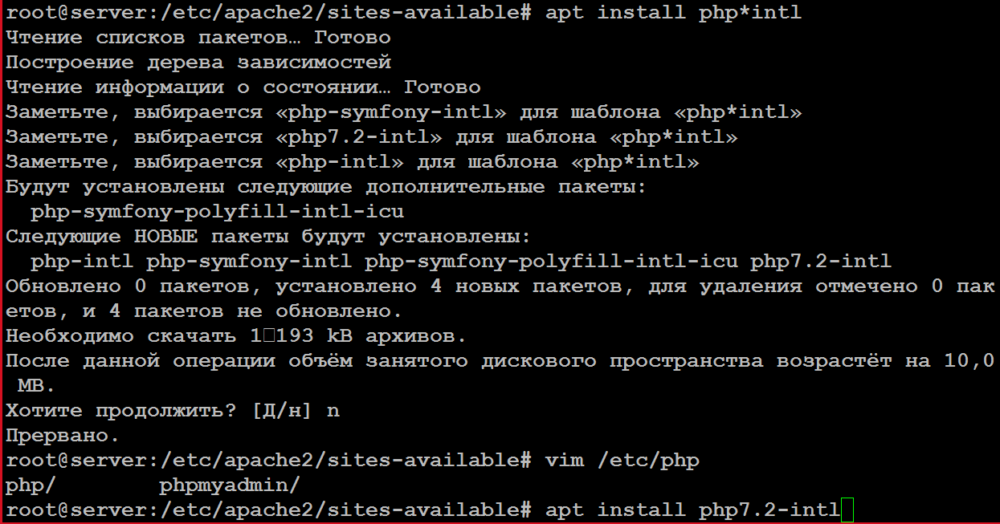 root@server:/etc/apache2/sites-available# apt install php*intl
Чтение списков пакетов… Готово
Построение дерева зависимостей
Чтение информации о состоянии… Готово
Заметьте, выбирается «php-symfony-intl» для шаблона «php*intl»
Заметьте, выбирается «php7.2-intl» для шаблона «php*intl»
Заметьте, выбирается «php-intl» для шаблона «php*intl»
Будут установлены следующие дополнительные пакеты:
  php-symfony-polyfill-intl-icu
Следующие НОВЫЕ пакеты будут установлены:
  php-intl php-symfony-intl php-symfony-polyfill-intl-icu php7.2-intl
Обновлено 0 пакетов, установлено 4 новых пакетов, для удаления отмечено 0 пак
етов, и 4 пакетов не обновлено.
Необходимо скачать 1□193 kB архивов.
После данной операции объём занятого дискового пространства возрастёт на 10,0
 MB.
Хотите продолжить? [Д/н] n
Прервано.
root@server:/etc/apache2/sites-available# vim /etc/php
php/        phpmyadmin/
root@server:/etc/apache2/sites-available# apt install php7.2-intl